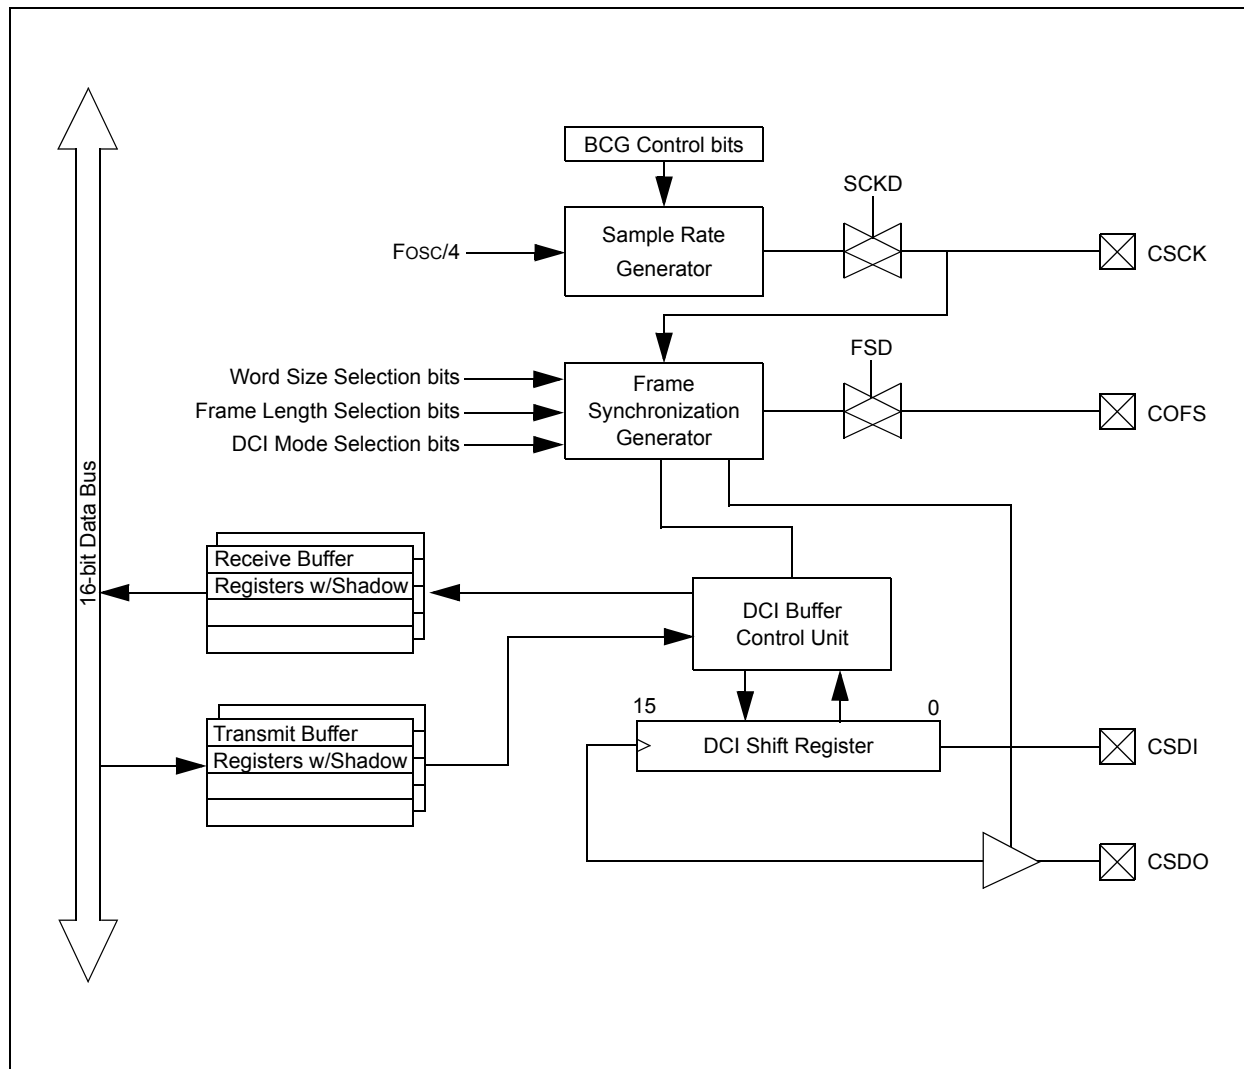 BCG Control bits
SCKD
Sample Rate
Generator
FOSC/4
CSCK
FSD
Word Size Selection bits
Frame Length Selection bits
DCI Mode Selection bits
Frame
Synchronization
Generator
COFS
16-bit Data Bus
Receive Buffer
Registers w/Shadow
DCI Buffer
Control Unit
15
0
Transmit Buffer
Registers w/Shadow
DCI Shift Register
CSDI
CSDO